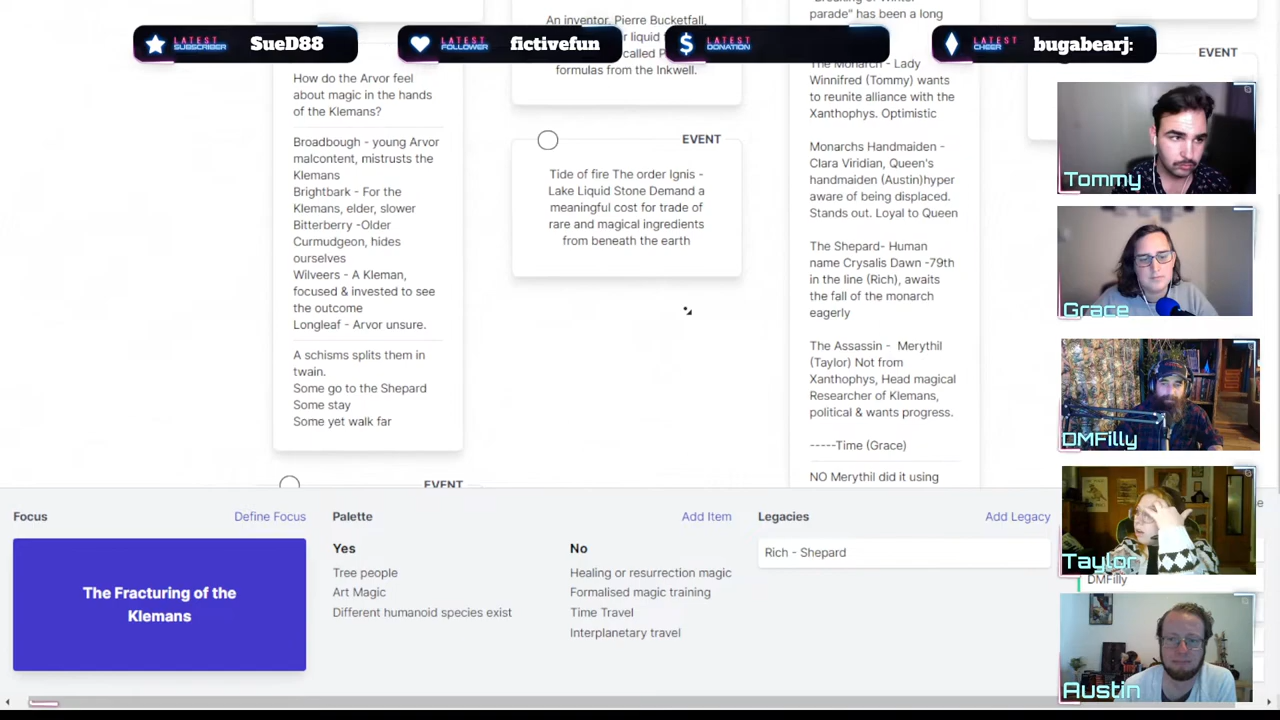 LATEST
SUBSCRIBER
SueD88
LATEST
FOLLOWER
fictivefun
LATEST
DONATION
LATEST
CHEER
bugabearj:
How do the Arvor feel
about magic in the hands
of the Klemans?
Broadbough - young Arvor
malcontent, mistrusts the
Klemans
Brightbark - For the
Klemans, elder, slower
Bitterberry -Older
Curmudgeon, hides
ourselves
Wilveers - A Kleman,
focused & invested to see
the outcome
Longleaf - Arvor unsure.
A schisms splits them in
twain.
Some go to the Shepard
Some stay
Some yet walk far
EVENT
An inventor, Pierre Bucketfall,
liquid
called
formulas from the Inkwell.
EVENT
Tide of fire The order Ignis -
Lake Liquid Stone Demand a
meaningful cost for trade of
rare and magical ingredients
from beneath the earth
"Breaking of Winter
parade" has been a long
The Monarch - Lady
Winnifred (Tommy) wants
to reunite alliance with the
Xanthophys. Optimistic
Monarchs Handmaiden -
Clara Viridian, Queen's
handmaiden (Austin)hyper
aware of being displaced.
Stands out. Loyal to Queen
The Shepard- Human
name Crysalis Dawn -79th
in the line (Rich), awaits
the fall of the monarch
eagerly
The Assassin - Merythil
(Taylor) Not from
Xanthophys, Head magical
Researcher of Klemans,
political & wants progress.
-----Time (Grace)
NO Merythil did it using
EVENT
Tommy
Grace
DMFilly
Taylor
DMFilly
Austin
Focus
Define Focus
The Fracturing of the
Klemans
Palette
Add Item
Yes
Tree people
Art Magic
Different humanoid species exist
No
Healing or resurrection magic
Formalised magic training
Time Travel
Interplanetary travel
Legacies
Add Legacy
Rich - Shepard